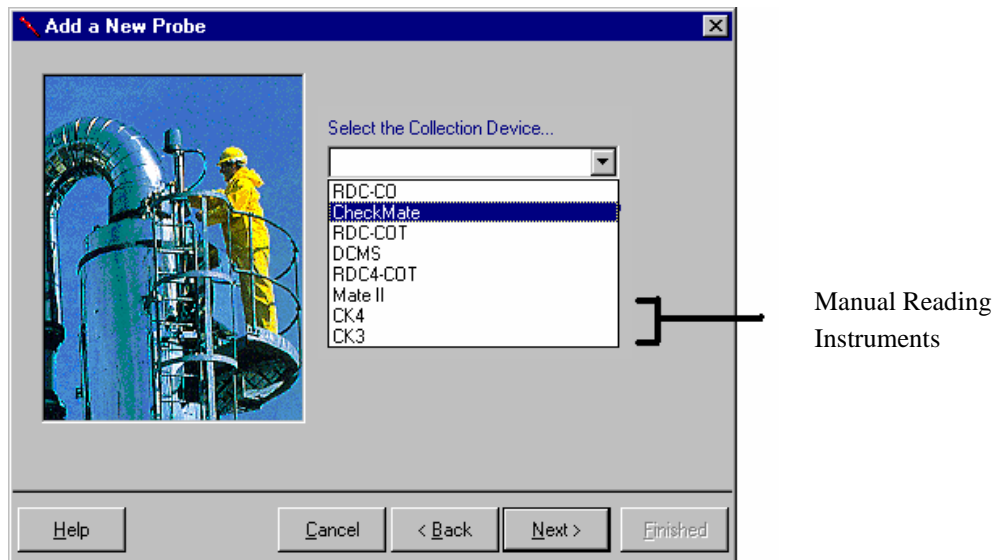 Add a New Probe
Select the Collection Device...
RDC-CO
CheckMate
RDC-COT
DCMS
RDC4-COT
Mate II
CK4
CK3
Manual Reading
Instruments
Help
Cancel
< Back
Next >
Finished